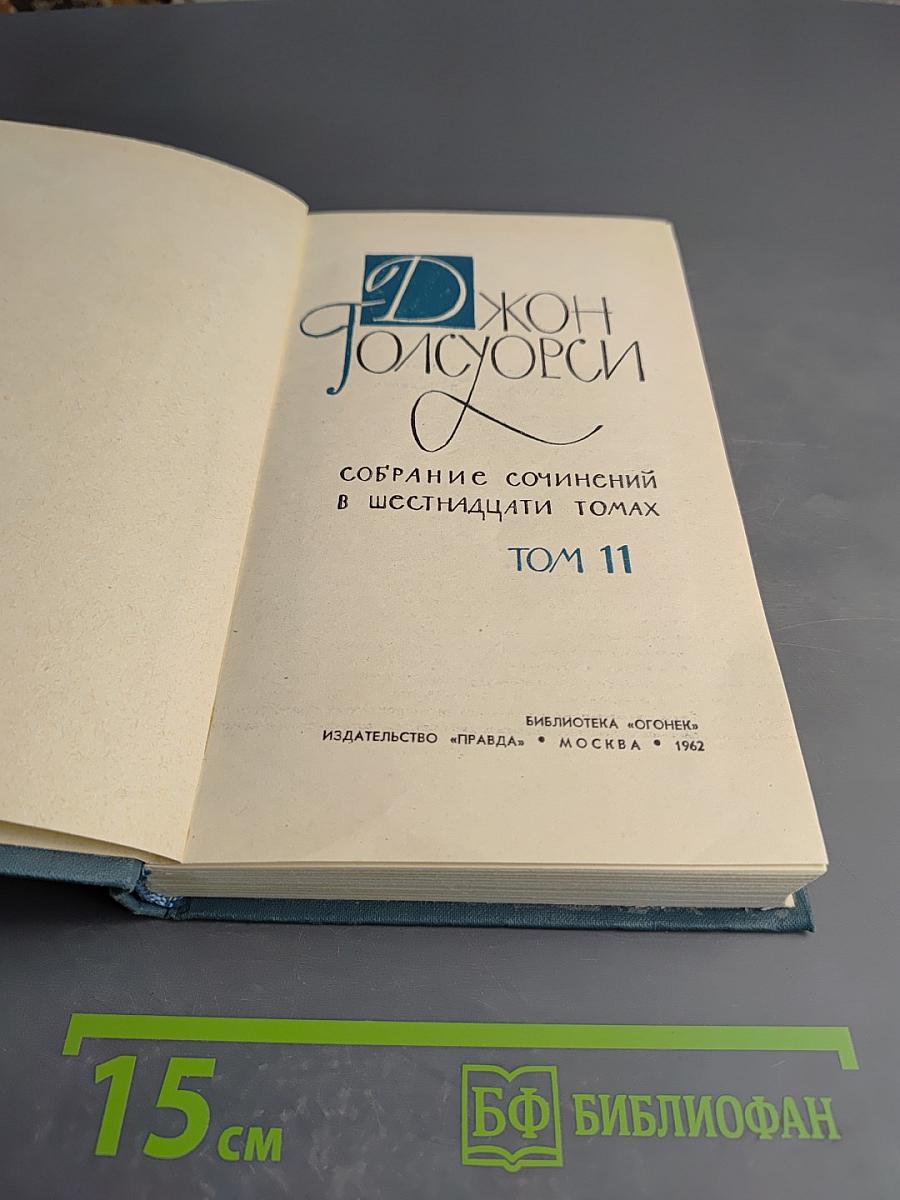 Джон
Голсуорси
СОБРАНИЕ СОЧИНЕНИЙ
В ШЕСТНАДЦАТИ ТОМАХ
ТОМ 11
БИБЛИОТЕКА «ОГОНЕК»
ИЗДАТЕЛЬСТВО «ПРАВДА» • МОСКВА • 1962
15 см
БФ БИБЛИОФАН